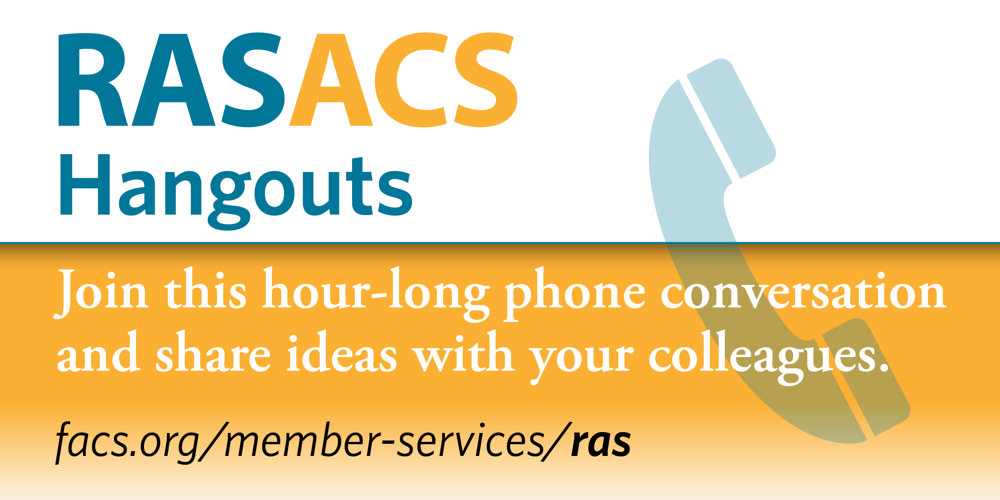 RASACS
Hangouts
Join this hour-long phone conversation
and share ideas with your colleagues.
facs.org/member-services/ras